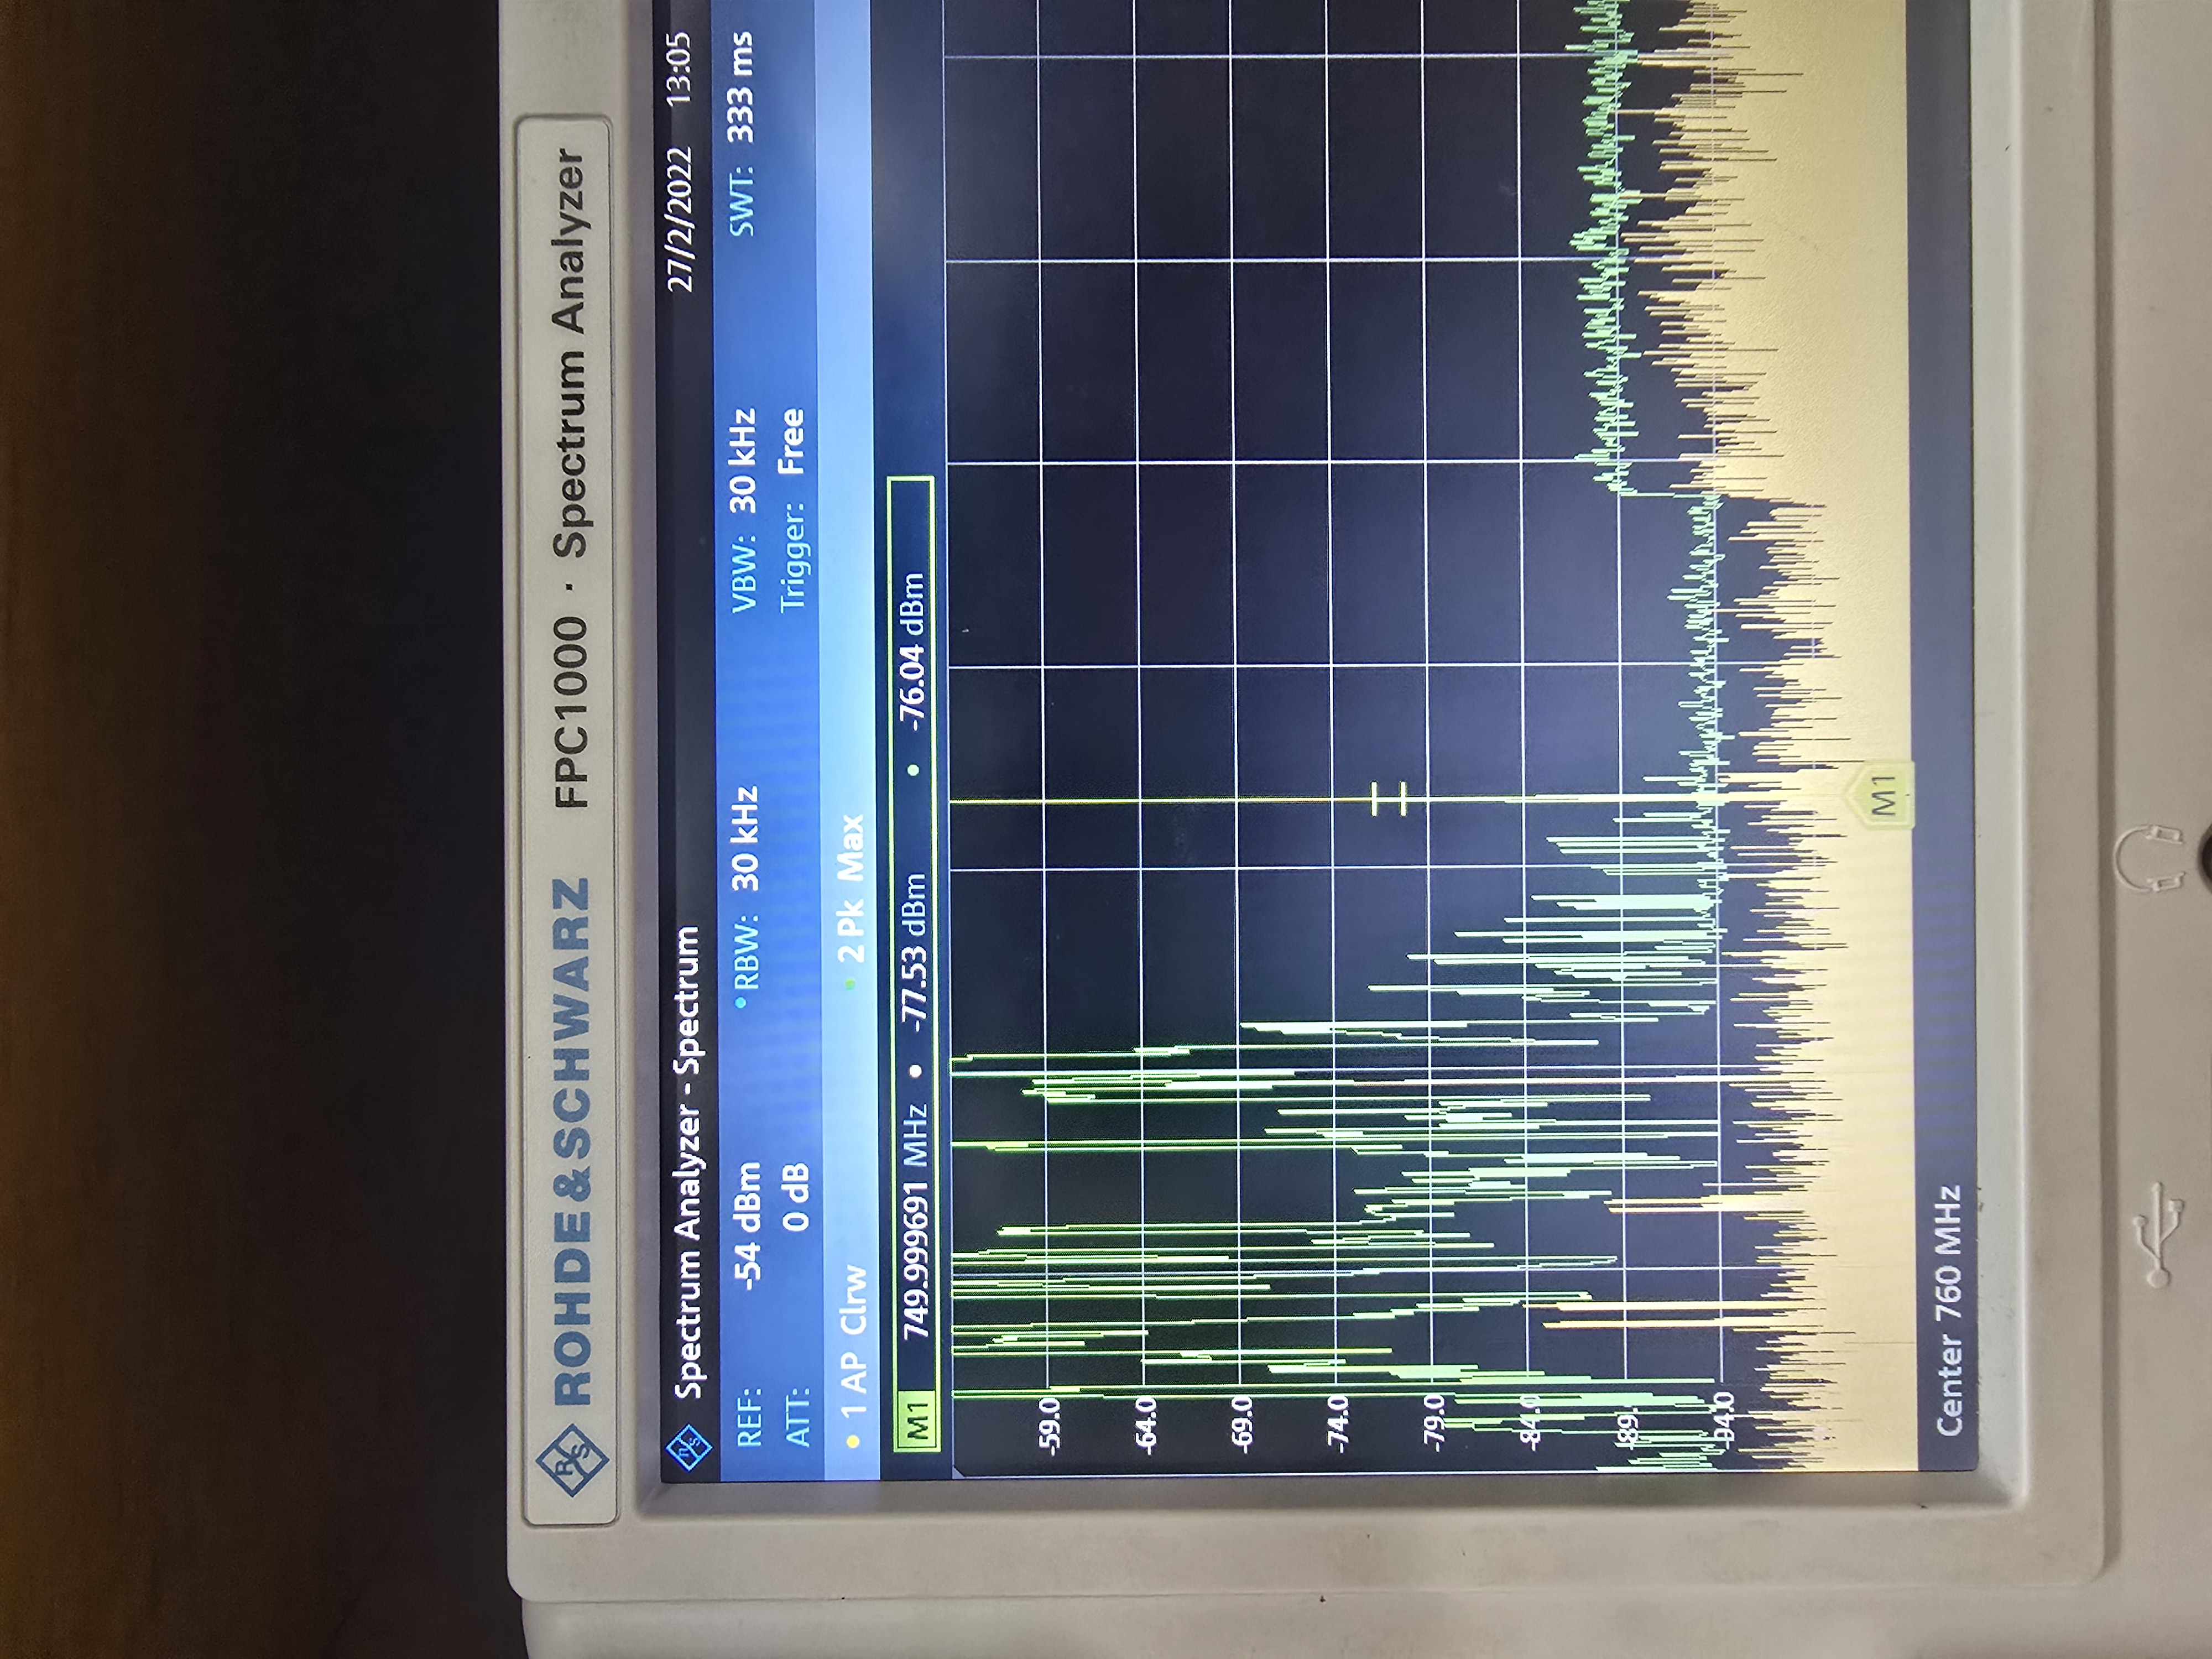 R/S ROHDE&SCHWARZ FPC1000 · Spectrum Analyzer
Spectrum Analyzer - Spectrum 27/2/2022 13:05
REF: -54 dBm •RBW: 30 kHz VBW: 30 kHz SWT: 333 ms
ATT: 0 dB Trigger: Free
• 1 AP Clrw • 2 Pk Max
M1 749.999691 MHz • -77.53 dBm • -76.04 dBm
-59.0
-64.0
-69.0
-74.0
-79.0
-84.0
-94.0
M1
Center 760 MHz